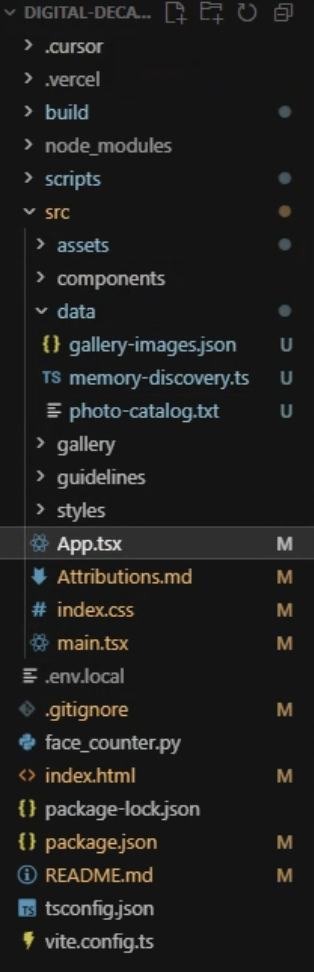 DIGITAL-DECA...
.cursor
.vercel
build
node_modules
scripts
src
assets
components
data
{} gallery-images.json U
TS memory-discovery.ts U
photo-catalog.txt U
gallery
guidelines
styles
App.tsx M
Attributions.md M
# index.css M
main.tsx M
.env.local
.gitignore M
face_counter.py
<> index.html M
{} package-lock.json
{} package.json M
README.md M
TS tsconfig.json
vite.config.ts